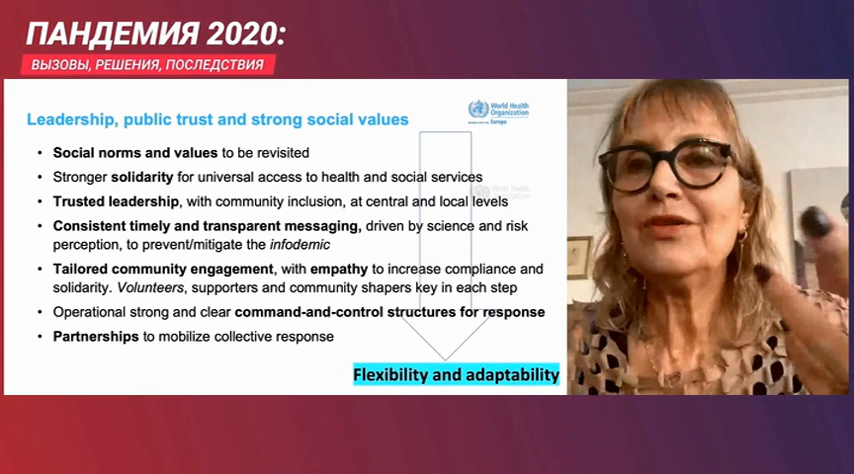 ПАНДЕМИЯ 2020:
ВЫЗОВЫ, РЕШЕНИЯ, ПОСЛЕДСТВИЯ
World Health
Organization
Europe
Leadership, public trust and strong social values
• Social norms and values to be revisited
• Stronger solidarity for universal access to health and social services
World Health
Organization
• Trusted leadership, with community inclusion, at central and local levels
• Consistent timely and transparent messaging, driven by science and risk
perception, to prevent/mitigate the infodemic
• Tailored community engagement, with empathy to increase compliance and
solidarity. Volunteers, supporters and community shapers key in each step
• Operational strong and clear command-and-control structures for response
• Partnerships to mobilize collective response
Flexibility and adaptability